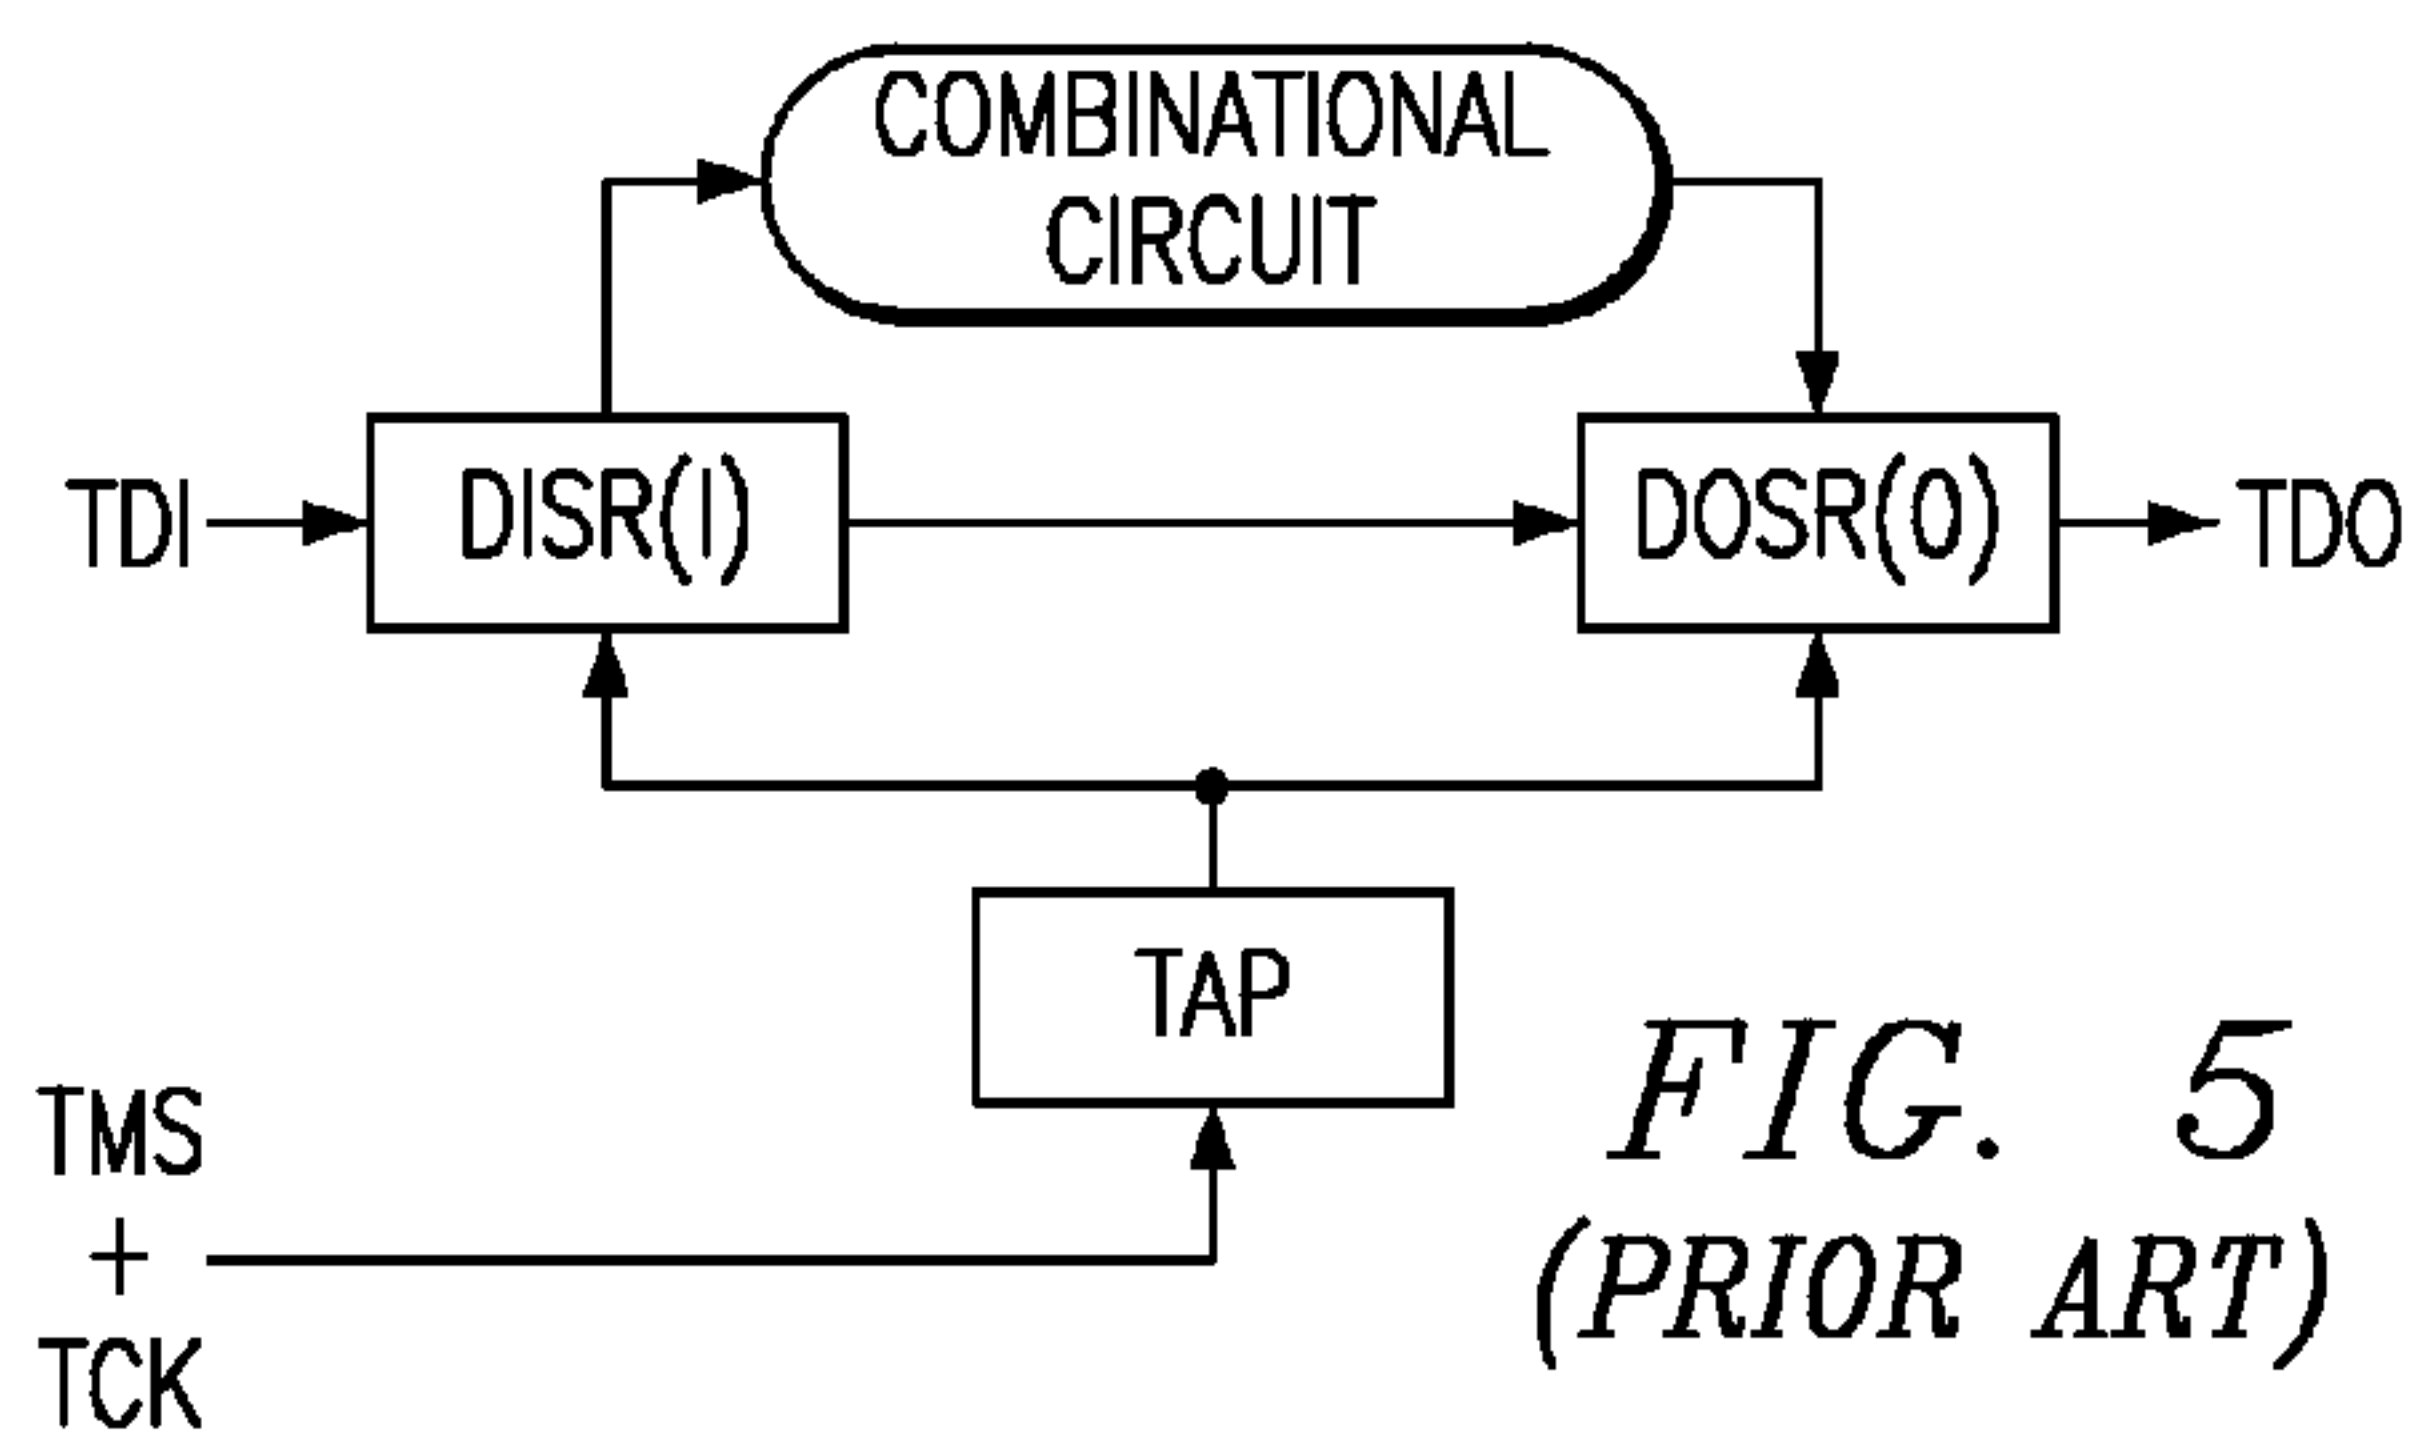 COMBINATIONAL
CIRCUIT
TDI
DISR(I)
DOSR(O)
TDO
TAP
TMS
+
TCK
FIG. 5
(PRIOR ART)